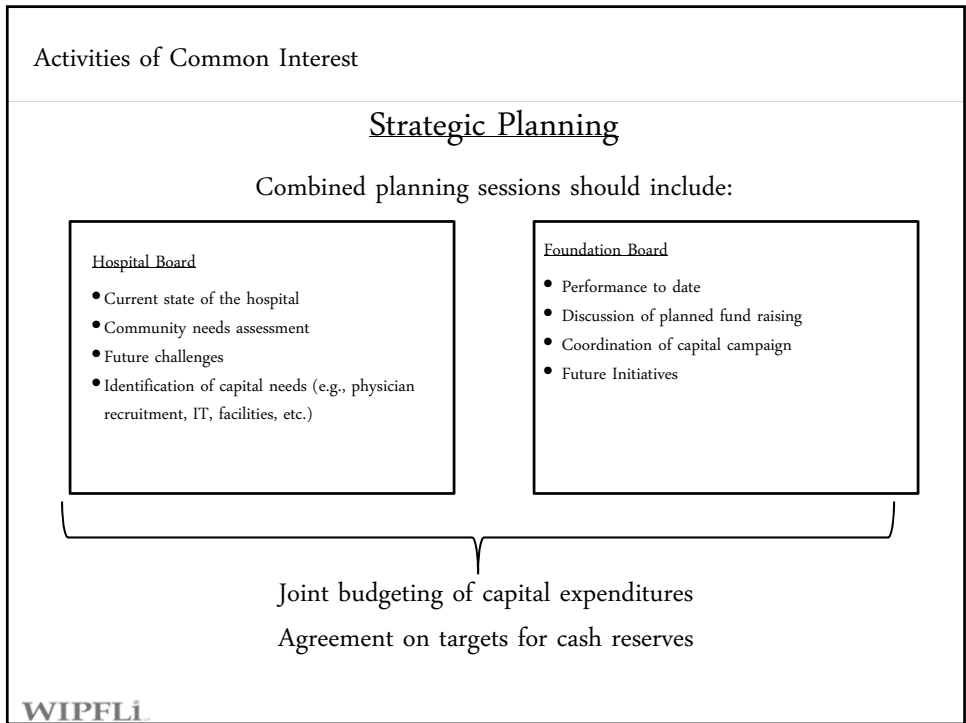 Activities of Common Interest
Strategic Planning
Combined planning sessions should include:
Hospital Board
• Current state of the hospital
• Community needs assessment
• Future challenges
• Identification of capital needs (e.g., physician
recruitment, IT, facilities, etc.)
Foundation Board
• Performance to date
• Discussion of planned fund raising
• Coordination of capital campaign
• Future Initiatives
Joint budgeting of capital expenditures
Agreement on targets for cash reserves
WIPFLi